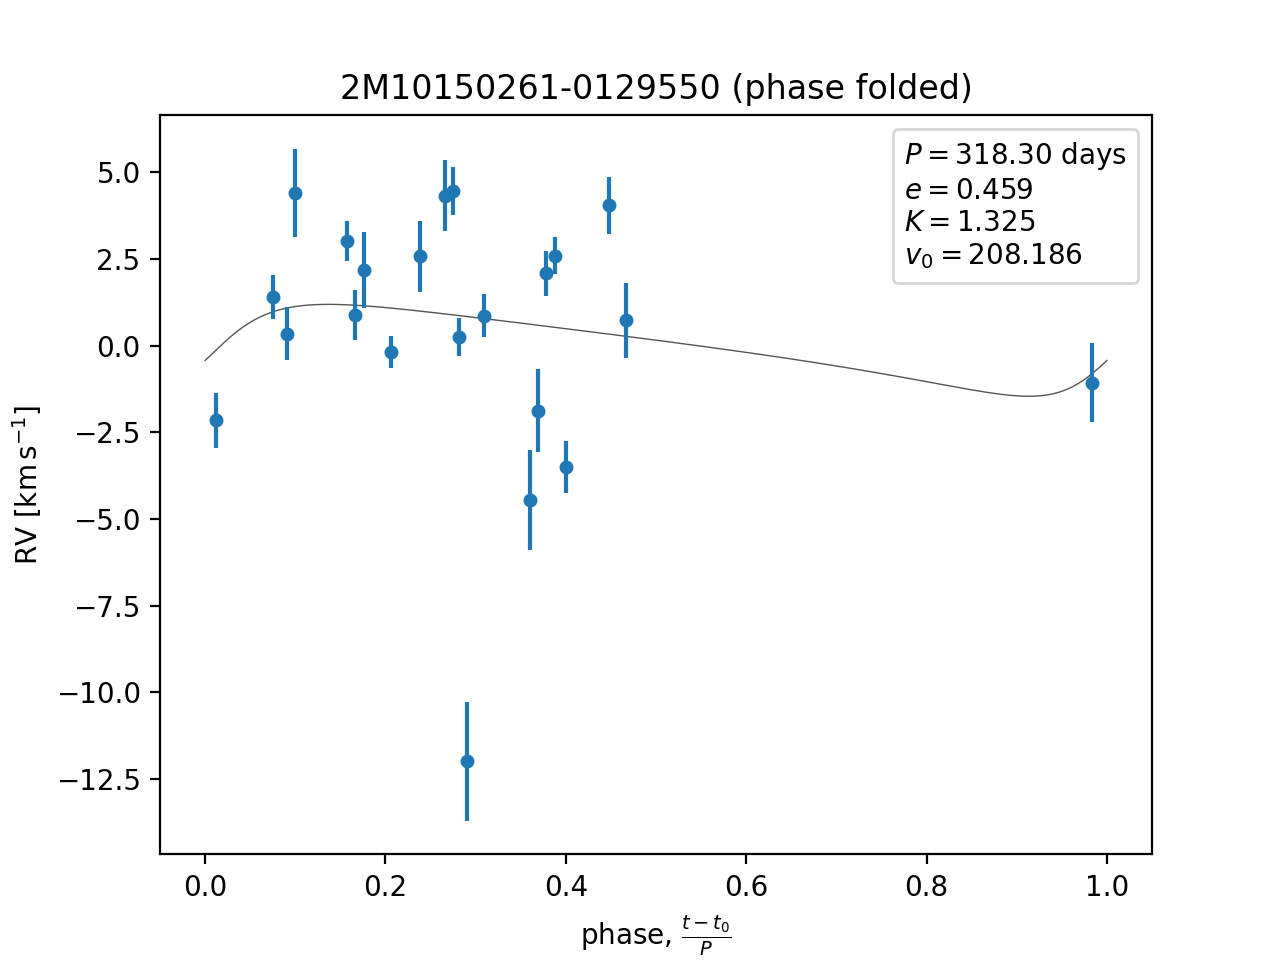 2M10150261-0129550 (phase folded)
P = 318.30 days
e = 0.459
K = 1.325
v₀ = 208.186
5.0
2.5
0.0
−2.5
−5.0
−7.5
−10.0
−12.5
RV [km s⁻¹]
0.0 0.2 0.4 0.6 0.8 1.0
phase, (t − t₀)/P